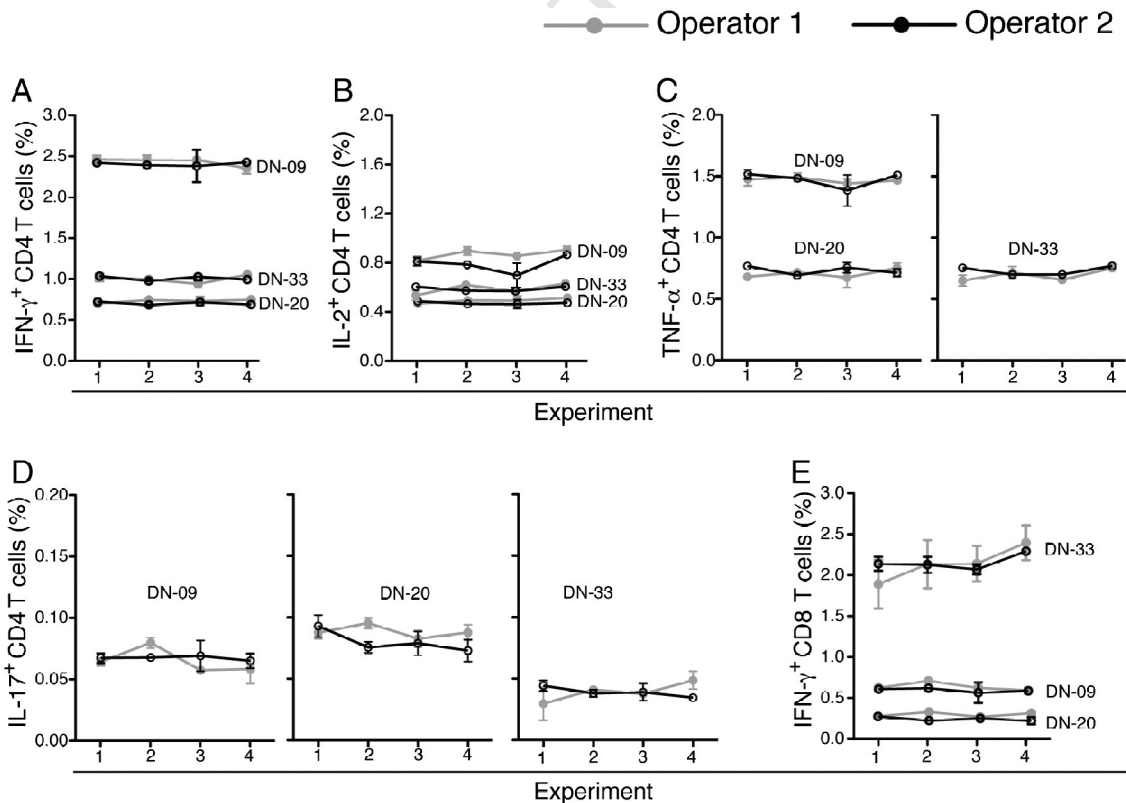 Operator 1
Operator 2
A
IFN-γ+ CD4 T cells (%)
3.0
2.5
2.0
1.5
1.0
0.5
0.0
DN-09
DN-33
DN-20
1 2 3 4
B
IL-2+ CD4 T cells (%)
2.0
1.6
1.2
0.8
0.4
0.0
DN-09
DN-33
DN-20
1 2 3 4
C
TNF-α+ CD4 T cells (%)
2.0
1.5
1.0
0.5
0.0
DN-09
DN-20
1 2 3 4
DN-33
1 2 3 4
Experiment
D
IL-17+ CD4 T cells (%)
0.20
0.15
0.10
0.05
0.00
DN-09
1 2 3 4
DN-20
1 2 3 4
DN-33
1 2 3 4
E
IFN-γ+ CD8 T cells (%)
3.0
2.5
2.0
1.5
1.0
0.5
0.0
DN-33
DN-09
DN-20
1 2 3 4
Experiment